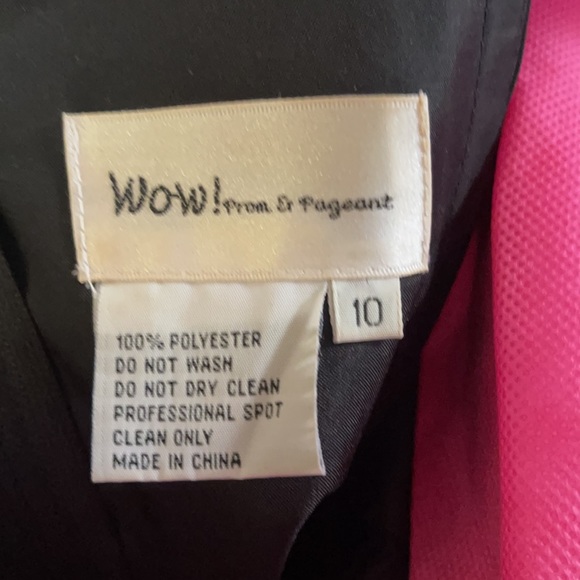 Wow! Prom & Pageant
10
100% POLYESTER
DO NOT WASH
DO NOT DRY CLEAN
PROFESSIONAL SPOT
CLEAN ONLY
MADE IN CHINA